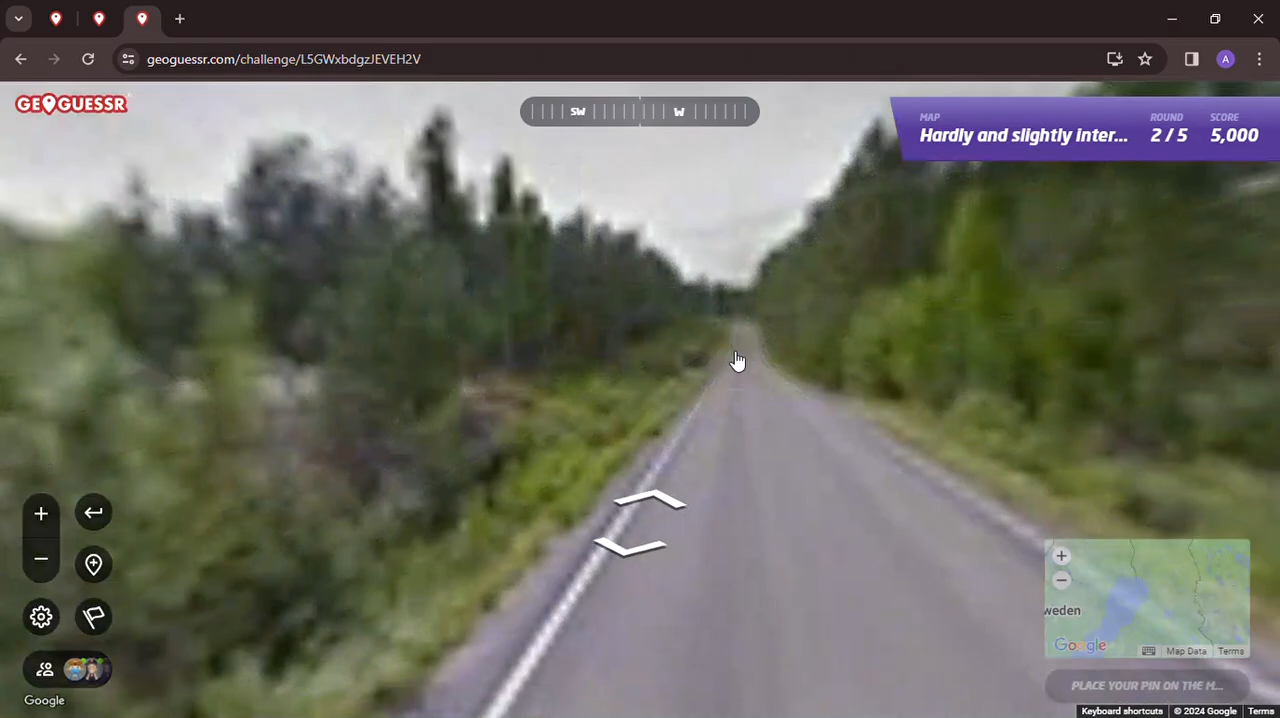 geoguessr.com/challenge/L5GWxbdgzJEVEH2V
A
GEOGUESSR
SW W
MAP
Hardly and slightly inter...
ROUND
2 / 5
SCORE
5,000
weden
Google
Map Data
Terms
PLACE YOUR PIN ON THE M...
Google
Keyboard shortcuts
© 2024 Google
Terms